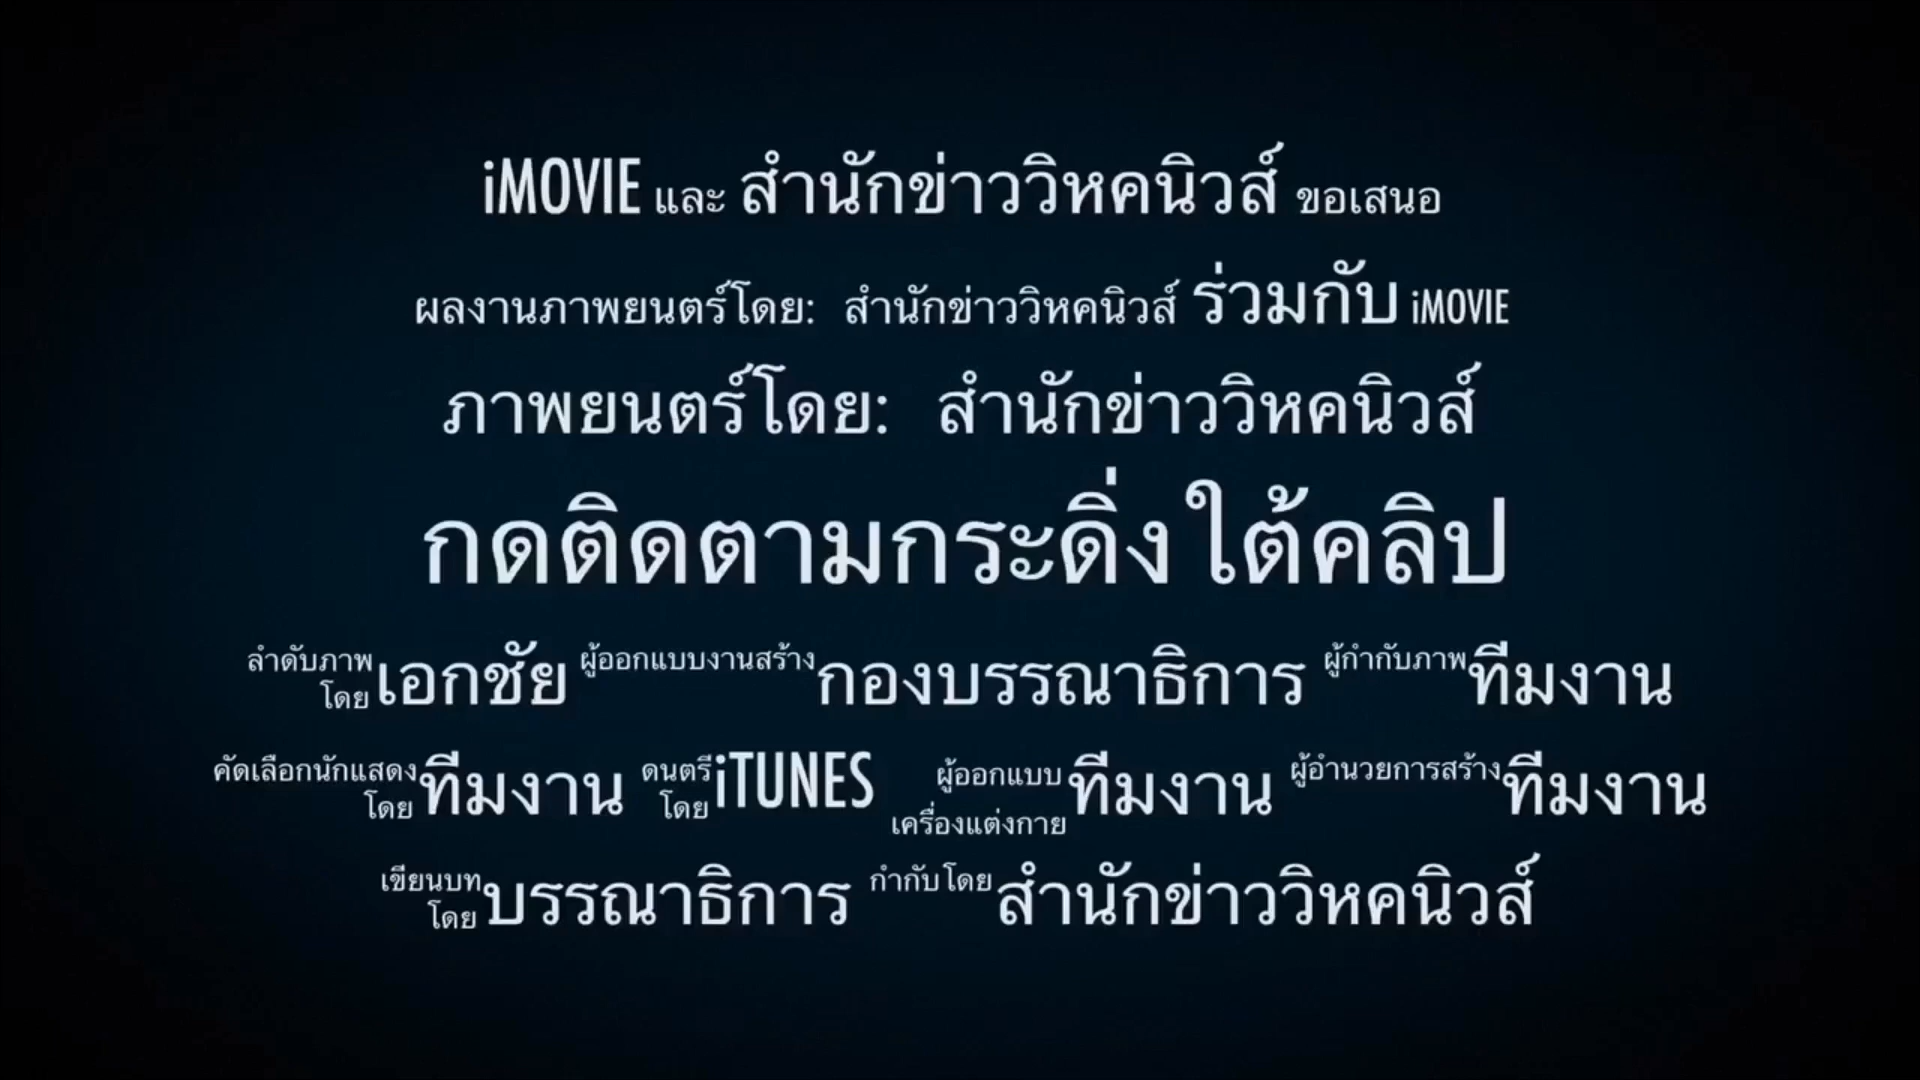 iMOVIE และ สำนักข่าววิหคนิวส์ ขอเสนอ
ผลงานภาพยนตร์โดย: สำนักข่าววิหคนิวส์ ร่วมกับ iMOVIE
ภาพยนตร์โดย: สำนักข่าววิหคนิวส์
กดติดตามกระดิ่ง ใต้คลิป
ลำดับภาพโดย เอกชัย ผู้ออกแบบงานสร้าง กองบรรณาธิการ ผู้กำกับภาพ ทีมงาน
คัดเลือกนักแสดงโดย ทีมงาน ดนตรีโดย iTUNES ผู้ออกแบบเครื่องแต่งกาย ทีมงาน ผู้อำนวยการสร้าง ทีมงาน
เขียนบทโดย บรรณาธิการ กำกับโดย สำนักข่าววิหคนิวส์